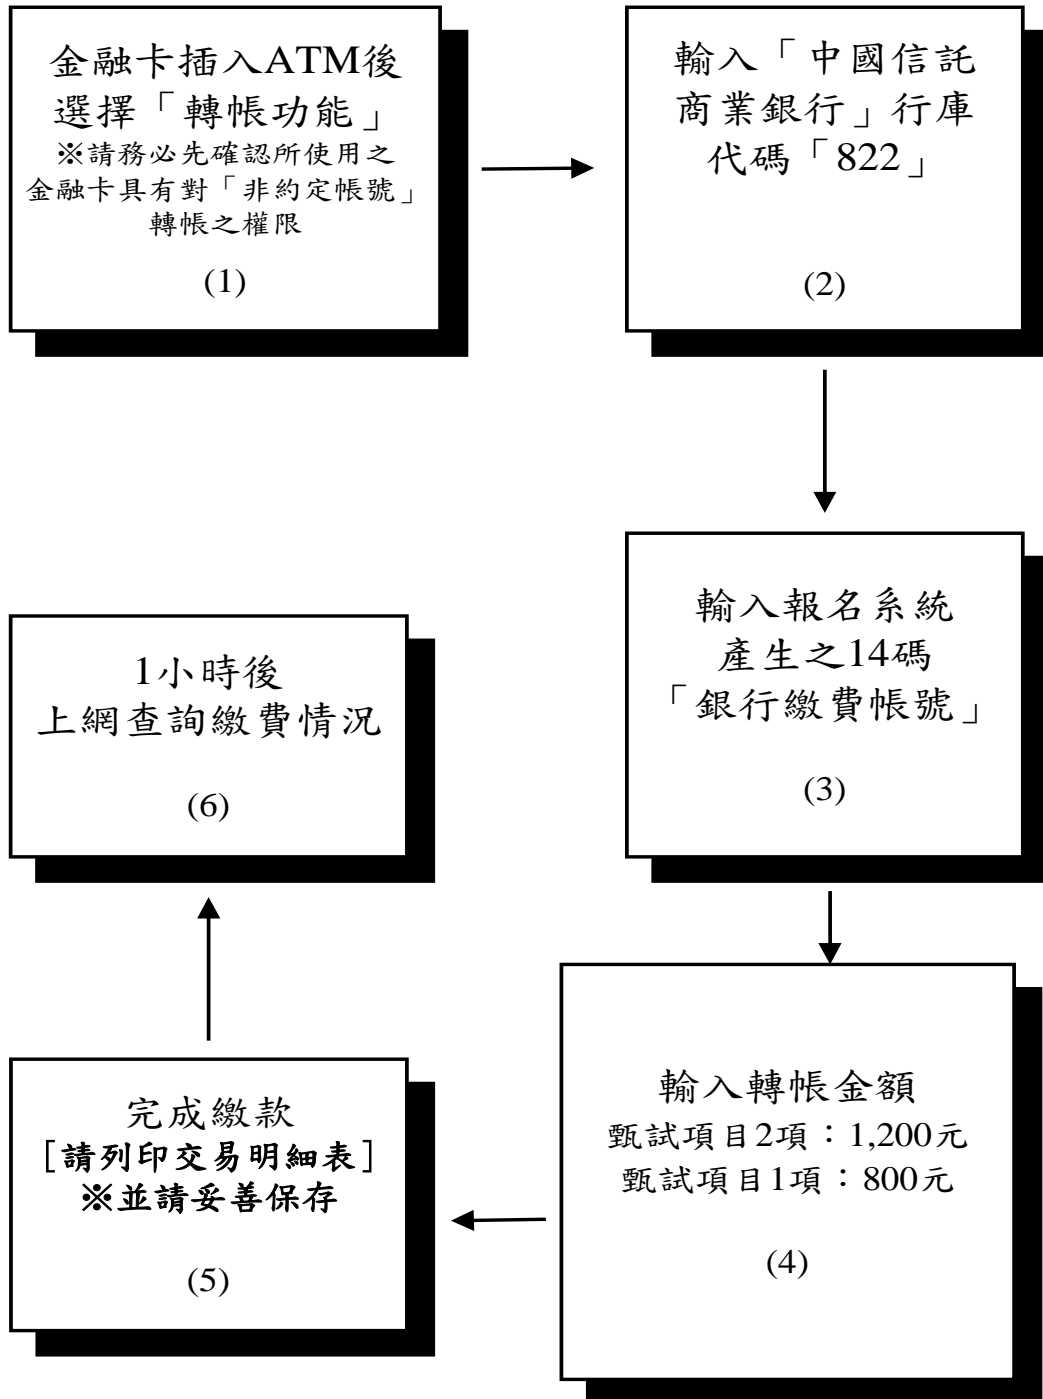 金融卡插入ATM後
選擇「轉帳功能」
※請務必先確認所使用之
金融卡具有對「非約定帳號」
轉帳之權限
(1)
輸入「中國信託
商業銀行」行庫
代碼「822」
(2)
輸入報名系統
產生之14碼
「銀行繳費帳號」
(3)
輸入轉帳金額
甄試項目2項：1,200元
甄試項目1項：800元
(4)
完成繳款
[請列印交易明細表]
※並請妥善保存
(5)
1小時後
上網查詢繳費情況
(6)